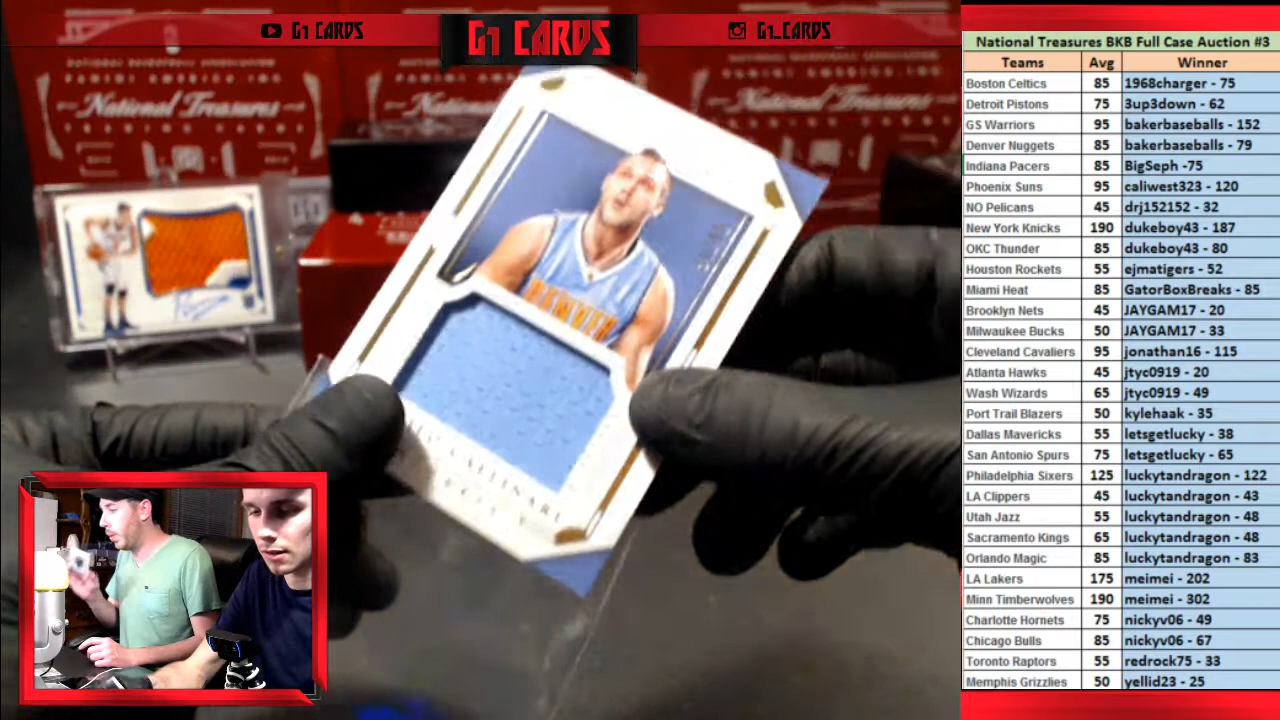 G1 CARDS
G1 CARDS
G1_CARDS
National Treasures
National Treasures
DENVER
GALLINARI
National Treasures BKB Full Case Auction #3
Teams Avg Winner
Boston Celtics 85 1968charger - 75
Detroit Pistons 75 3up3down - 62
GS Warriors 95 bakerbaseballs - 152
Denver Nuggets 85 bakerbaseballs - 79
Indiana Pacers 85 BigSeph -75
Phoenix Suns 95 caliwest323 - 120
NO Pelicans 45 drj152152 - 32
New York Knicks 190 dukeboy43 - 187
OKC Thunder 85 dukeboy43 - 80
Houston Rockets 55 ejmatigers - 52
Miami Heat 85 GatorBoxBreaks - 85
Brooklyn Nets 45 JAYGAM17 - 20
Milwaukee Bucks 50 JAYGAM17 - 33
Cleveland Cavaliers 95 jonathan16 - 115
Atlanta Hawks 45 jtyc0919 - 20
Wash Wizards 65 jtyc0919 - 49
Port Trail Blazers 50 kylehaak - 35
Dallas Mavericks 55 letsgetlucky - 38
San Antonio Spurs 75 letsgetlucky - 65
Philadelphia Sixers 125 luckytandragon - 122
LA Clippers 45 luckytandragon - 43
Utah Jazz 55 luckytandragon - 48
Sacramento Kings 65 luckytandragon - 48
Orlando Magic 85 luckytandragon - 83
LA Lakers 175 meimei - 202
Minn Timberwolves 190 meimei - 302
Charlotte Hornets 75 nickyv06 - 49
Chicago Bulls 85 nickyv06 - 67
Toronto Raptors 55 redrock75 - 33
Memphis Grizzlies 50 yellid23 - 25